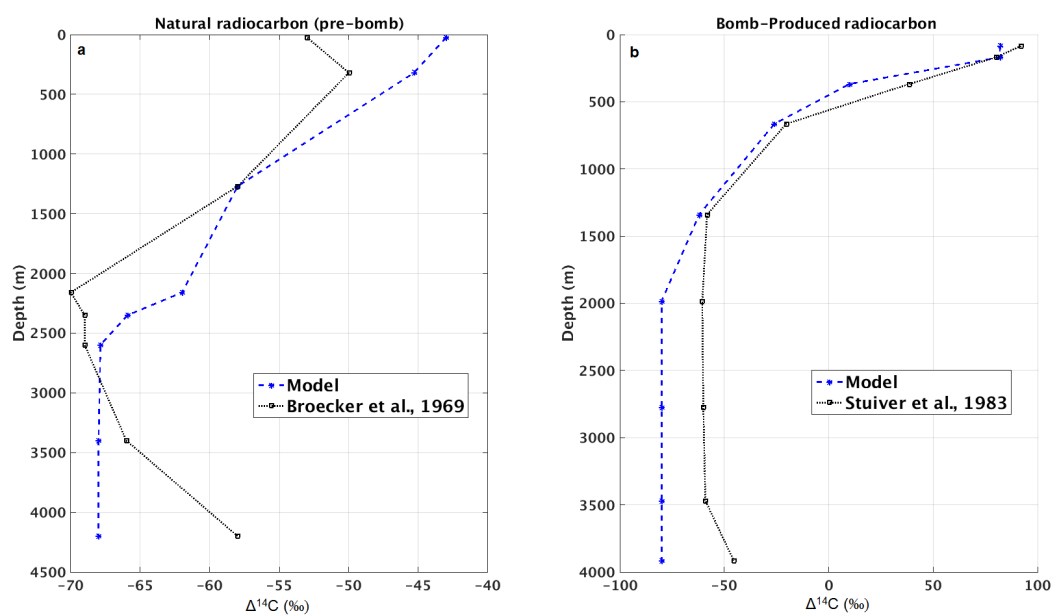 Natural radiocarbon (pre-bomb)
a
0
500
1000
1500
2000
2500
3000
3500
4000
4500
Depth (m)
Model
Broecker et al., 1969
−70 −65 −60 −55 −50 −45 −40
Δ¹⁴C (‰)
Bomb-Produced radiocarbon
b
0
500
1000
1500
2000
2500
3000
3500
4000
Depth (m)
Model
Stuiver et al., 1983
−100 −50 0 50 100
Δ¹⁴C (‰)